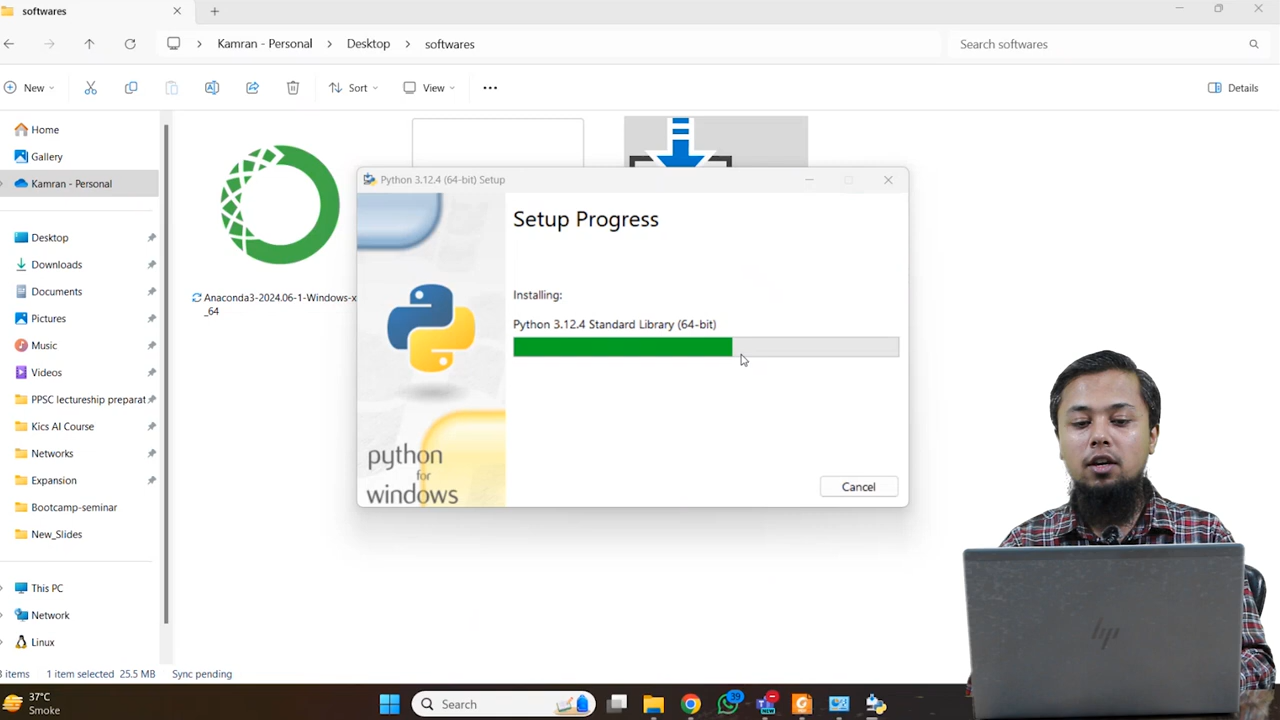 softwares
Kamran - Personal
Desktop
softwares
Search softwares
New
Sort
View
Details
Home
Gallery
Kamran - Personal
Desktop
Downloads
Documents
Pictures
Music
Videos
PPSC lectureship preparat
Kics AI Course
Networks
Expansion
Bootcamp-seminar
New_Slides
This PC
Network
Linux
Anaconda3-2024.06-1-Windows-x
_64
Python 3.12.4 (64-bit) Setup
Setup Progress
Installing:
Python 3.12.4 Standard Library (64-bit)
python
for
windows
Cancel
items
1 item selected
25.5 MB
Sync pending
37°C
Smoke
Search
39
hp